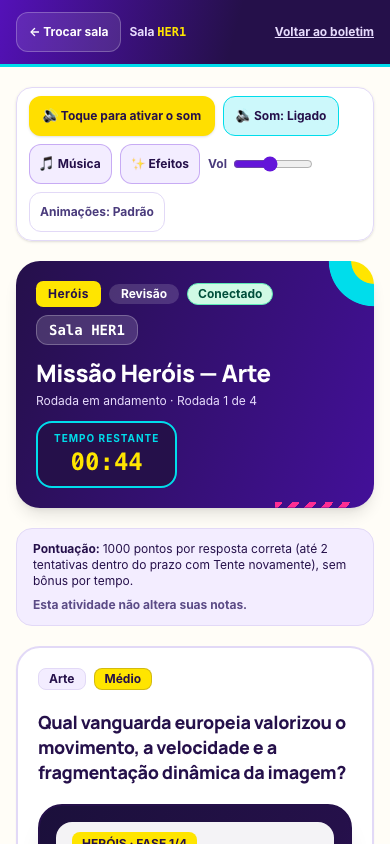 ← Trocar sala
Sala HER1
Voltar ao boletim
🔈 Toque para ativar o som
🔈 Som: Ligado
🎵 Música
✨ Efeitos
Vol
Animações: Padrão
Heróis
Revisão
Conectado
Sala HER1
Missão Heróis — Arte
Rodada em andamento · Rodada 1 de 4
TEMPO RESTANTE
00:44
Pontuação: 1000 pontos por resposta correta (até 2
tentativas dentro do prazo com Tente novamente), sem
bônus por tempo.
Esta atividade não altera suas notas.
Arte
Médio
Qual vanguarda europeia valorizou o
movimento, a velocidade e a
fragmentação dinâmica da imagem?
HERÓIS · FASE 1/4